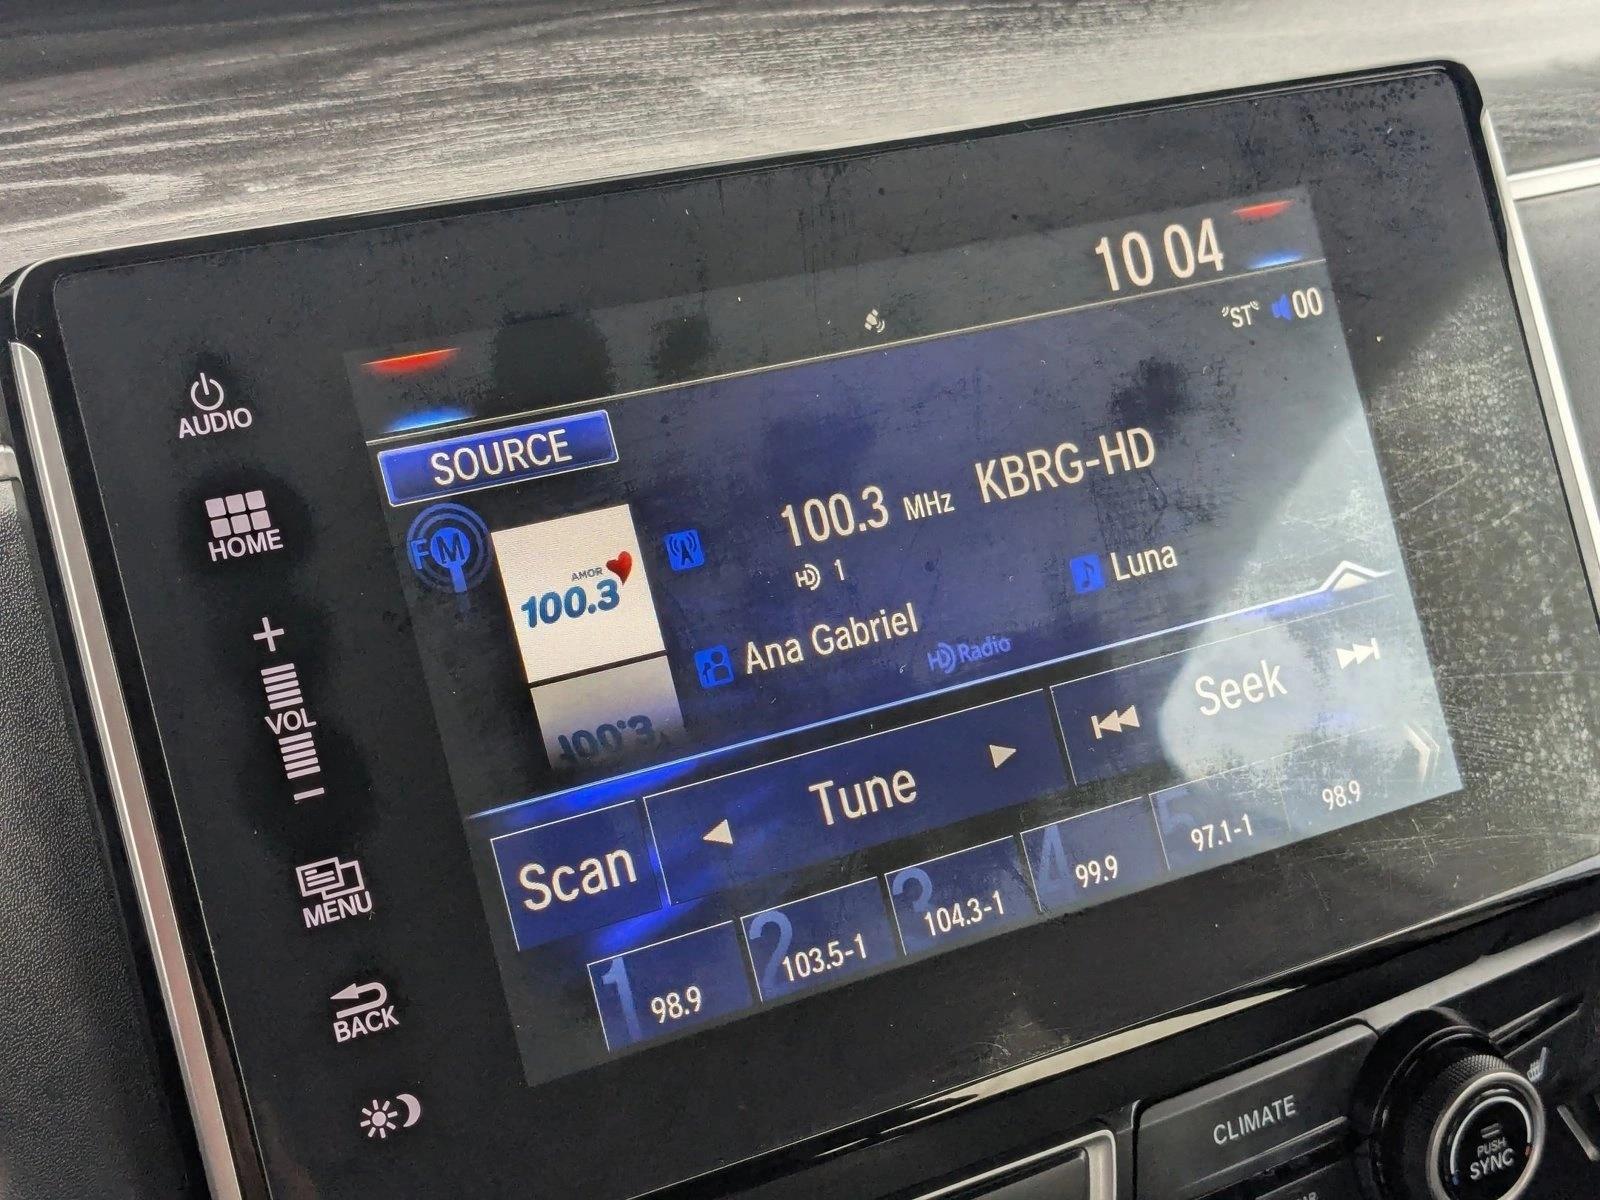 10 04
"ST" 00
SOURCE
FM
AMOR
100.3
100.3
100.3 MHz KBRG-HD
HD 1
Luna
Ana Gabriel
HD Radio
Scan
Tune
Seek
1 98.9
2 103.5-1
3 104.3-1
4 99.9
5 97.1-1
98.9
AUDIO
HOME
+
VOL
-
MENU
BACK
CLIMATE
PUSH
SYNC